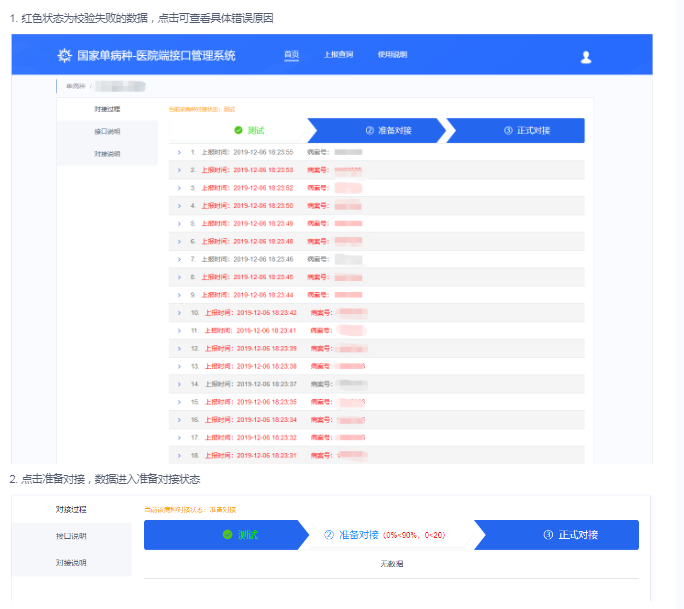 1. 红色状态为校验失败的数据，点击可查看具体错误原因
国家单病种-医院端接口管理系统 首页 上报查询 使用说明
单病种 /
对接过程
接口说明
对接说明
当前该病种对接状态：测试
测试 ② 准备对接 ③ 正式对接
> 1. 上报时间：2019-12-06 18:23:55 病案号：
> 2. 上报时间：2019-12-06 18:23:53 病案号：
> 3. 上报时间：2019-12-06 18:23:52 病案号：
> 4. 上报时间：2019-12-06 18:23:50 病案号：
> 5. 上报时间：2019-12-06 18:23:49 病案号：
> 6. 上报时间：2019-12-06 18:23:48 病案号：
> 7. 上报时间：2019-12-06 18:23:46 病案号：
> 8. 上报时间：2019-12-06 18:23:45 病案号：
> 9. 上报时间：2019-12-06 18:23:44 病案号：
> 10. 上报时间：2019-12-06 18:23:42 病案号：
> 11. 上报时间：2019-12-06 18:23:41 病案号：
> 12. 上报时间：2019-12-06 18:23:39 病案号：
> 13. 上报时间：2019-12-06 18:23:38 病案号：
> 14. 上报时间：2019-12-06 18:23:37 病案号：
> 15. 上报时间：2019-12-06 18:23:35 病案号：
> 16. 上报时间：2019-12-06 18:23:34 病案号：
> 17. 上报时间：2019-12-06 18:23:32 病案号：
> 18. 上报时间：2019-12-06 18:23:31 病案号：
2. 点击准备对接，数据进入准备对接状态
对接过程
接口说明
对接说明
当前该病种对接状态：准备对接
测试 ② 准备对接（0%<90%，0<20） ③ 正式对接
无数据